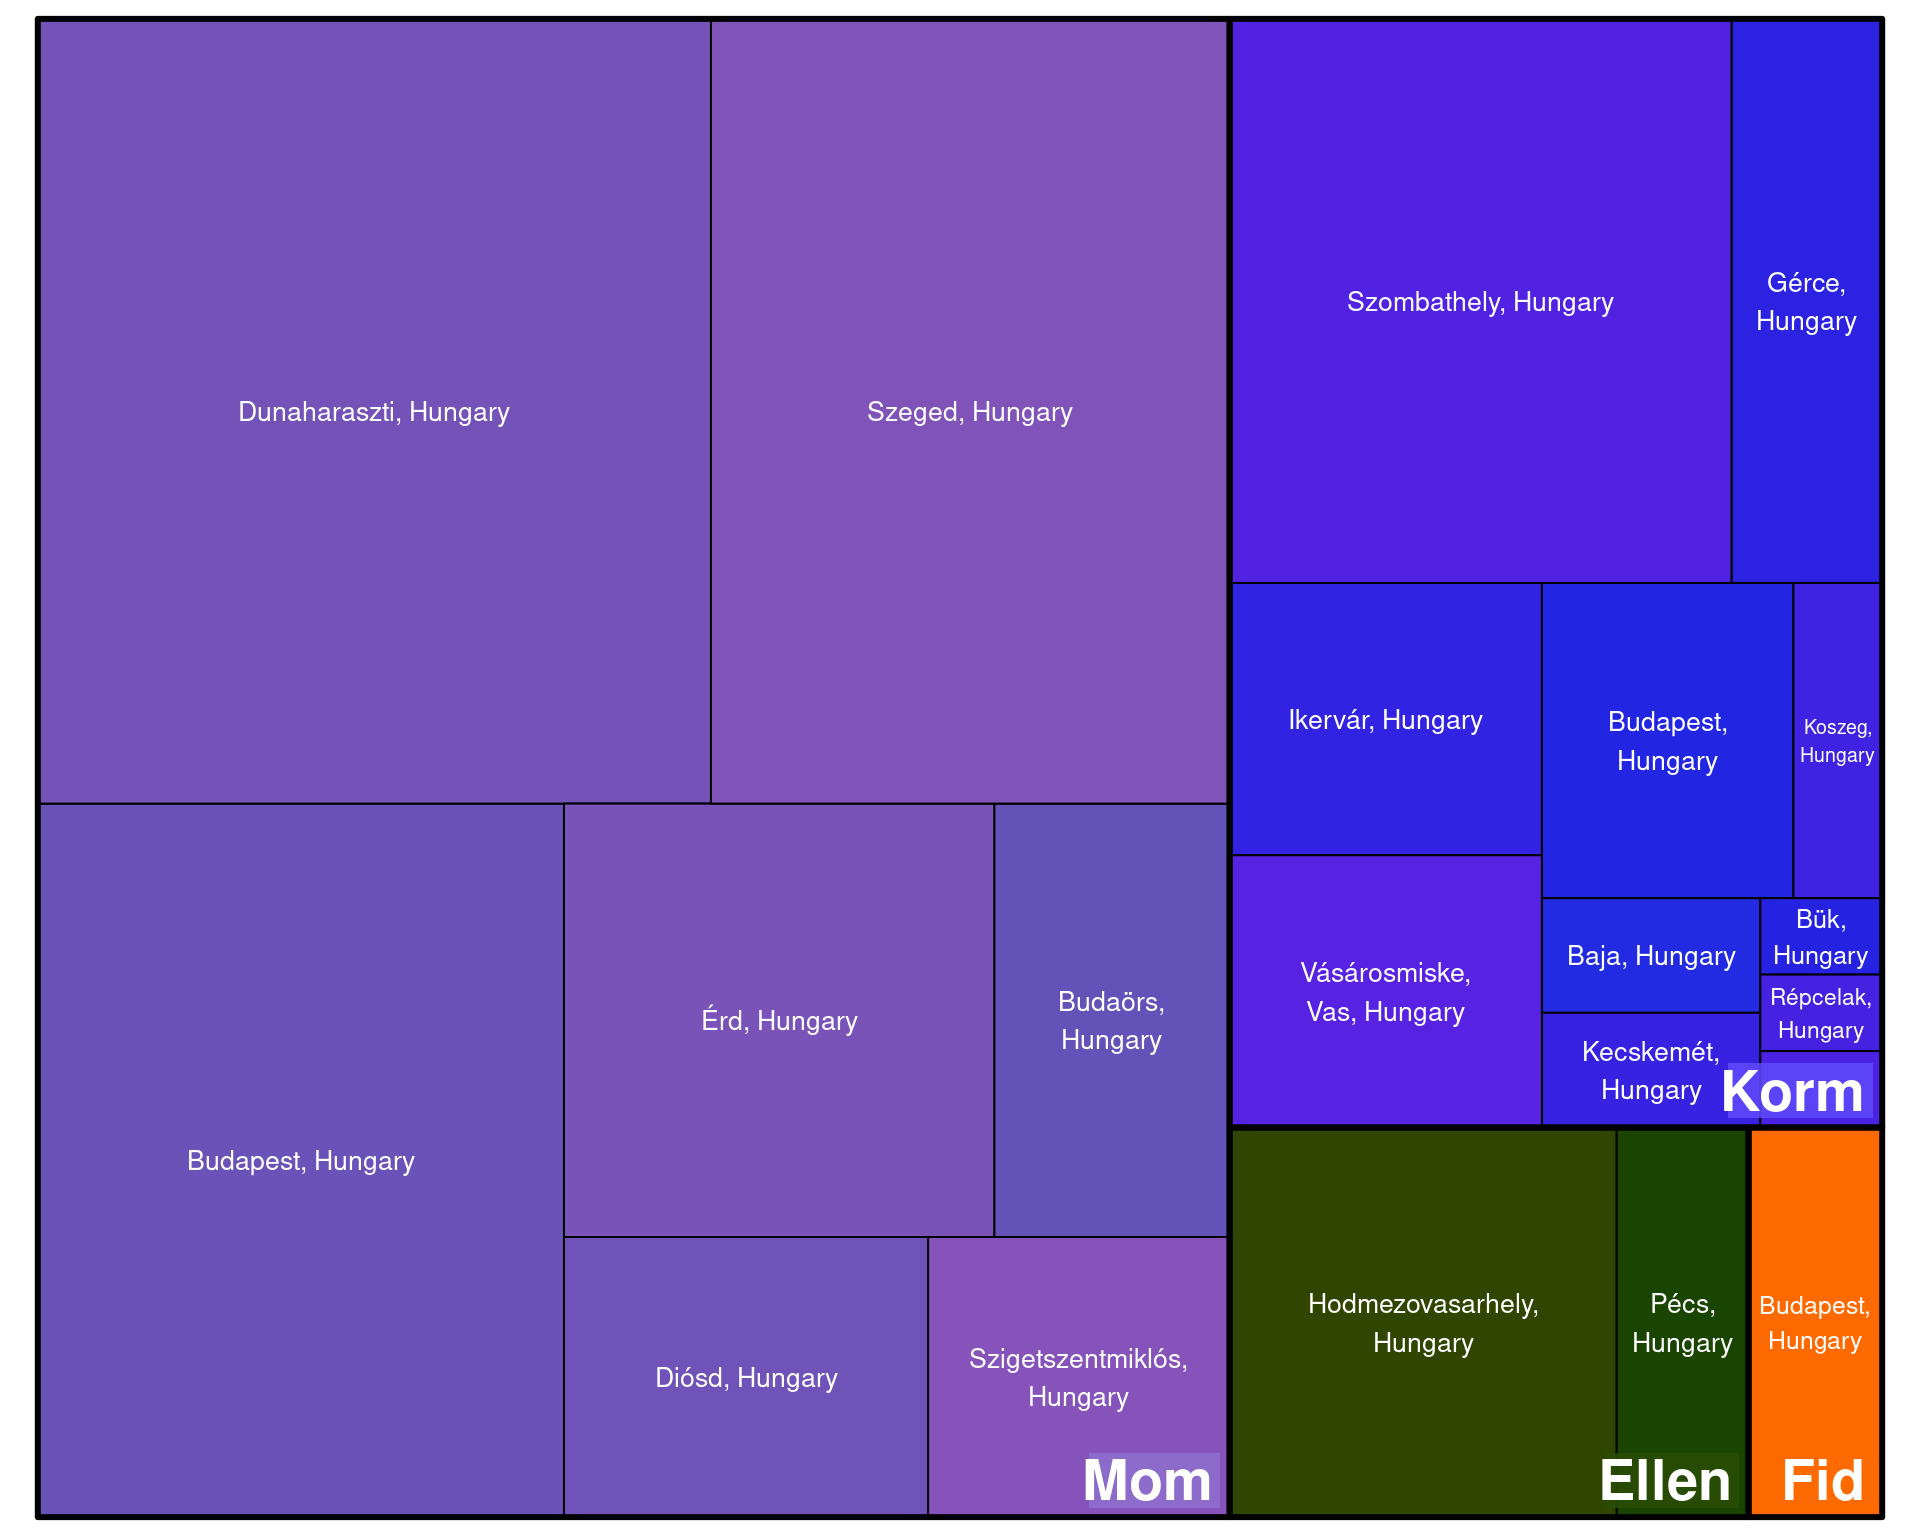 Dunaharaszti, Hungary
Szeged, Hungary
Budapest, Hungary
Érd, Hungary
Budaörs,
Hungary
Diósd, Hungary
Szigetszentmiklós,
Hungary
Mom
Szombathely, Hungary
Gérce,
Hungary
Ikervár, Hungary
Budapest,
Hungary
Koszeg,
Hungary
Vásárosmiske,
Vas, Hungary
Baja, Hungary
Bük,
Hungary
Répcelak,
Hungary
Kecskemét,
Hungary
Korm
Hodmezovasarhely,
Hungary
Pécs,
Hungary
Ellen
Budapest,
Hungary
Fid